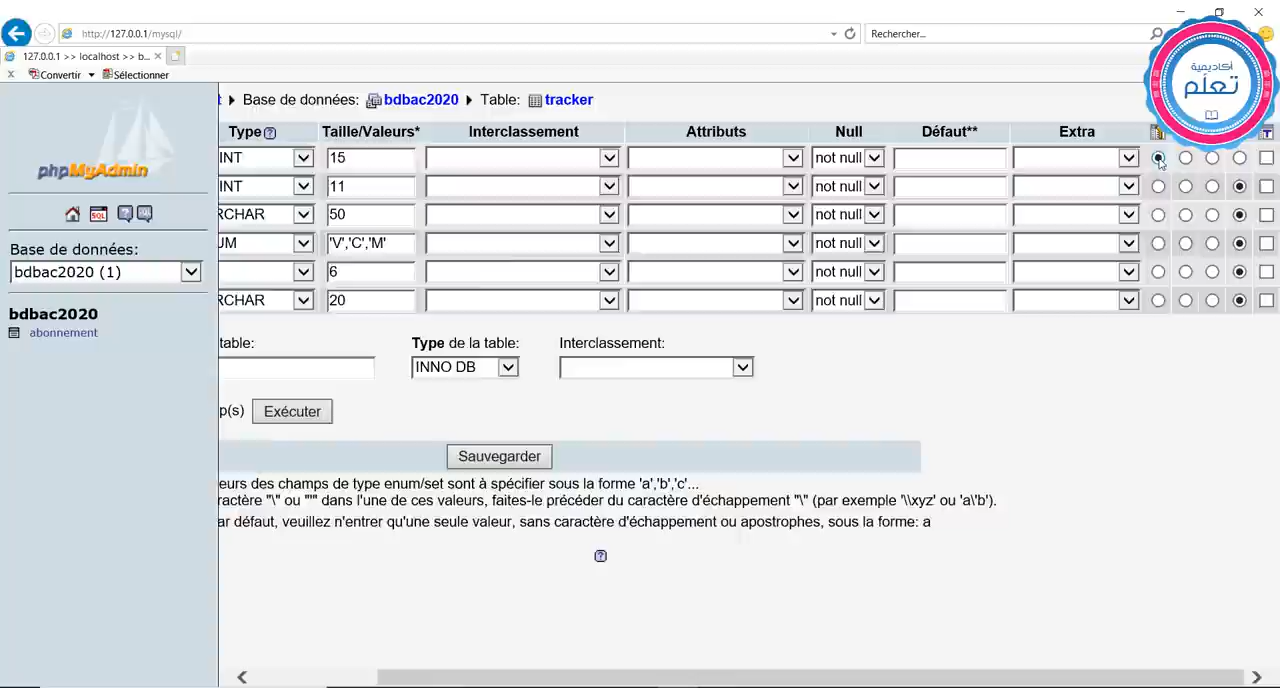 http://127.0.0.1/mysql/
Rechercher...
127.0.0.1 >> localhost >> b...
x Convertir Sélectionner
أكاديمية
تعلّم
t Base de données: bdbac2020 Table: tracker
Type Taille/Valeurs* Interclassement Attributs Null Défaut** Extra
INT 15 not null
INT 11 not null
RCHAR 50 not null
UM 'V','C','M' not null
6 not null
RCHAR 20 not null
phpMyAdmin
SQL
Base de données:
bdbac2020 (1)
bdbac2020
abonnement
table: Type de la table: Interclassement:
INNO DB
p(s) Exécuter
Sauvegarder
eurs des champs de type enum/set sont à spécifier sous la forme 'a','b','c'...
ractère "\" ou "'" dans l'une de ces valeurs, faites-le précéder du caractère d'échappement "\" (par exemple '\\xyz' ou 'a\'b').
ar défaut, veuillez n'entrer qu'une seule valeur, sans caractère d'échappement ou apostrophes, sous la forme: a